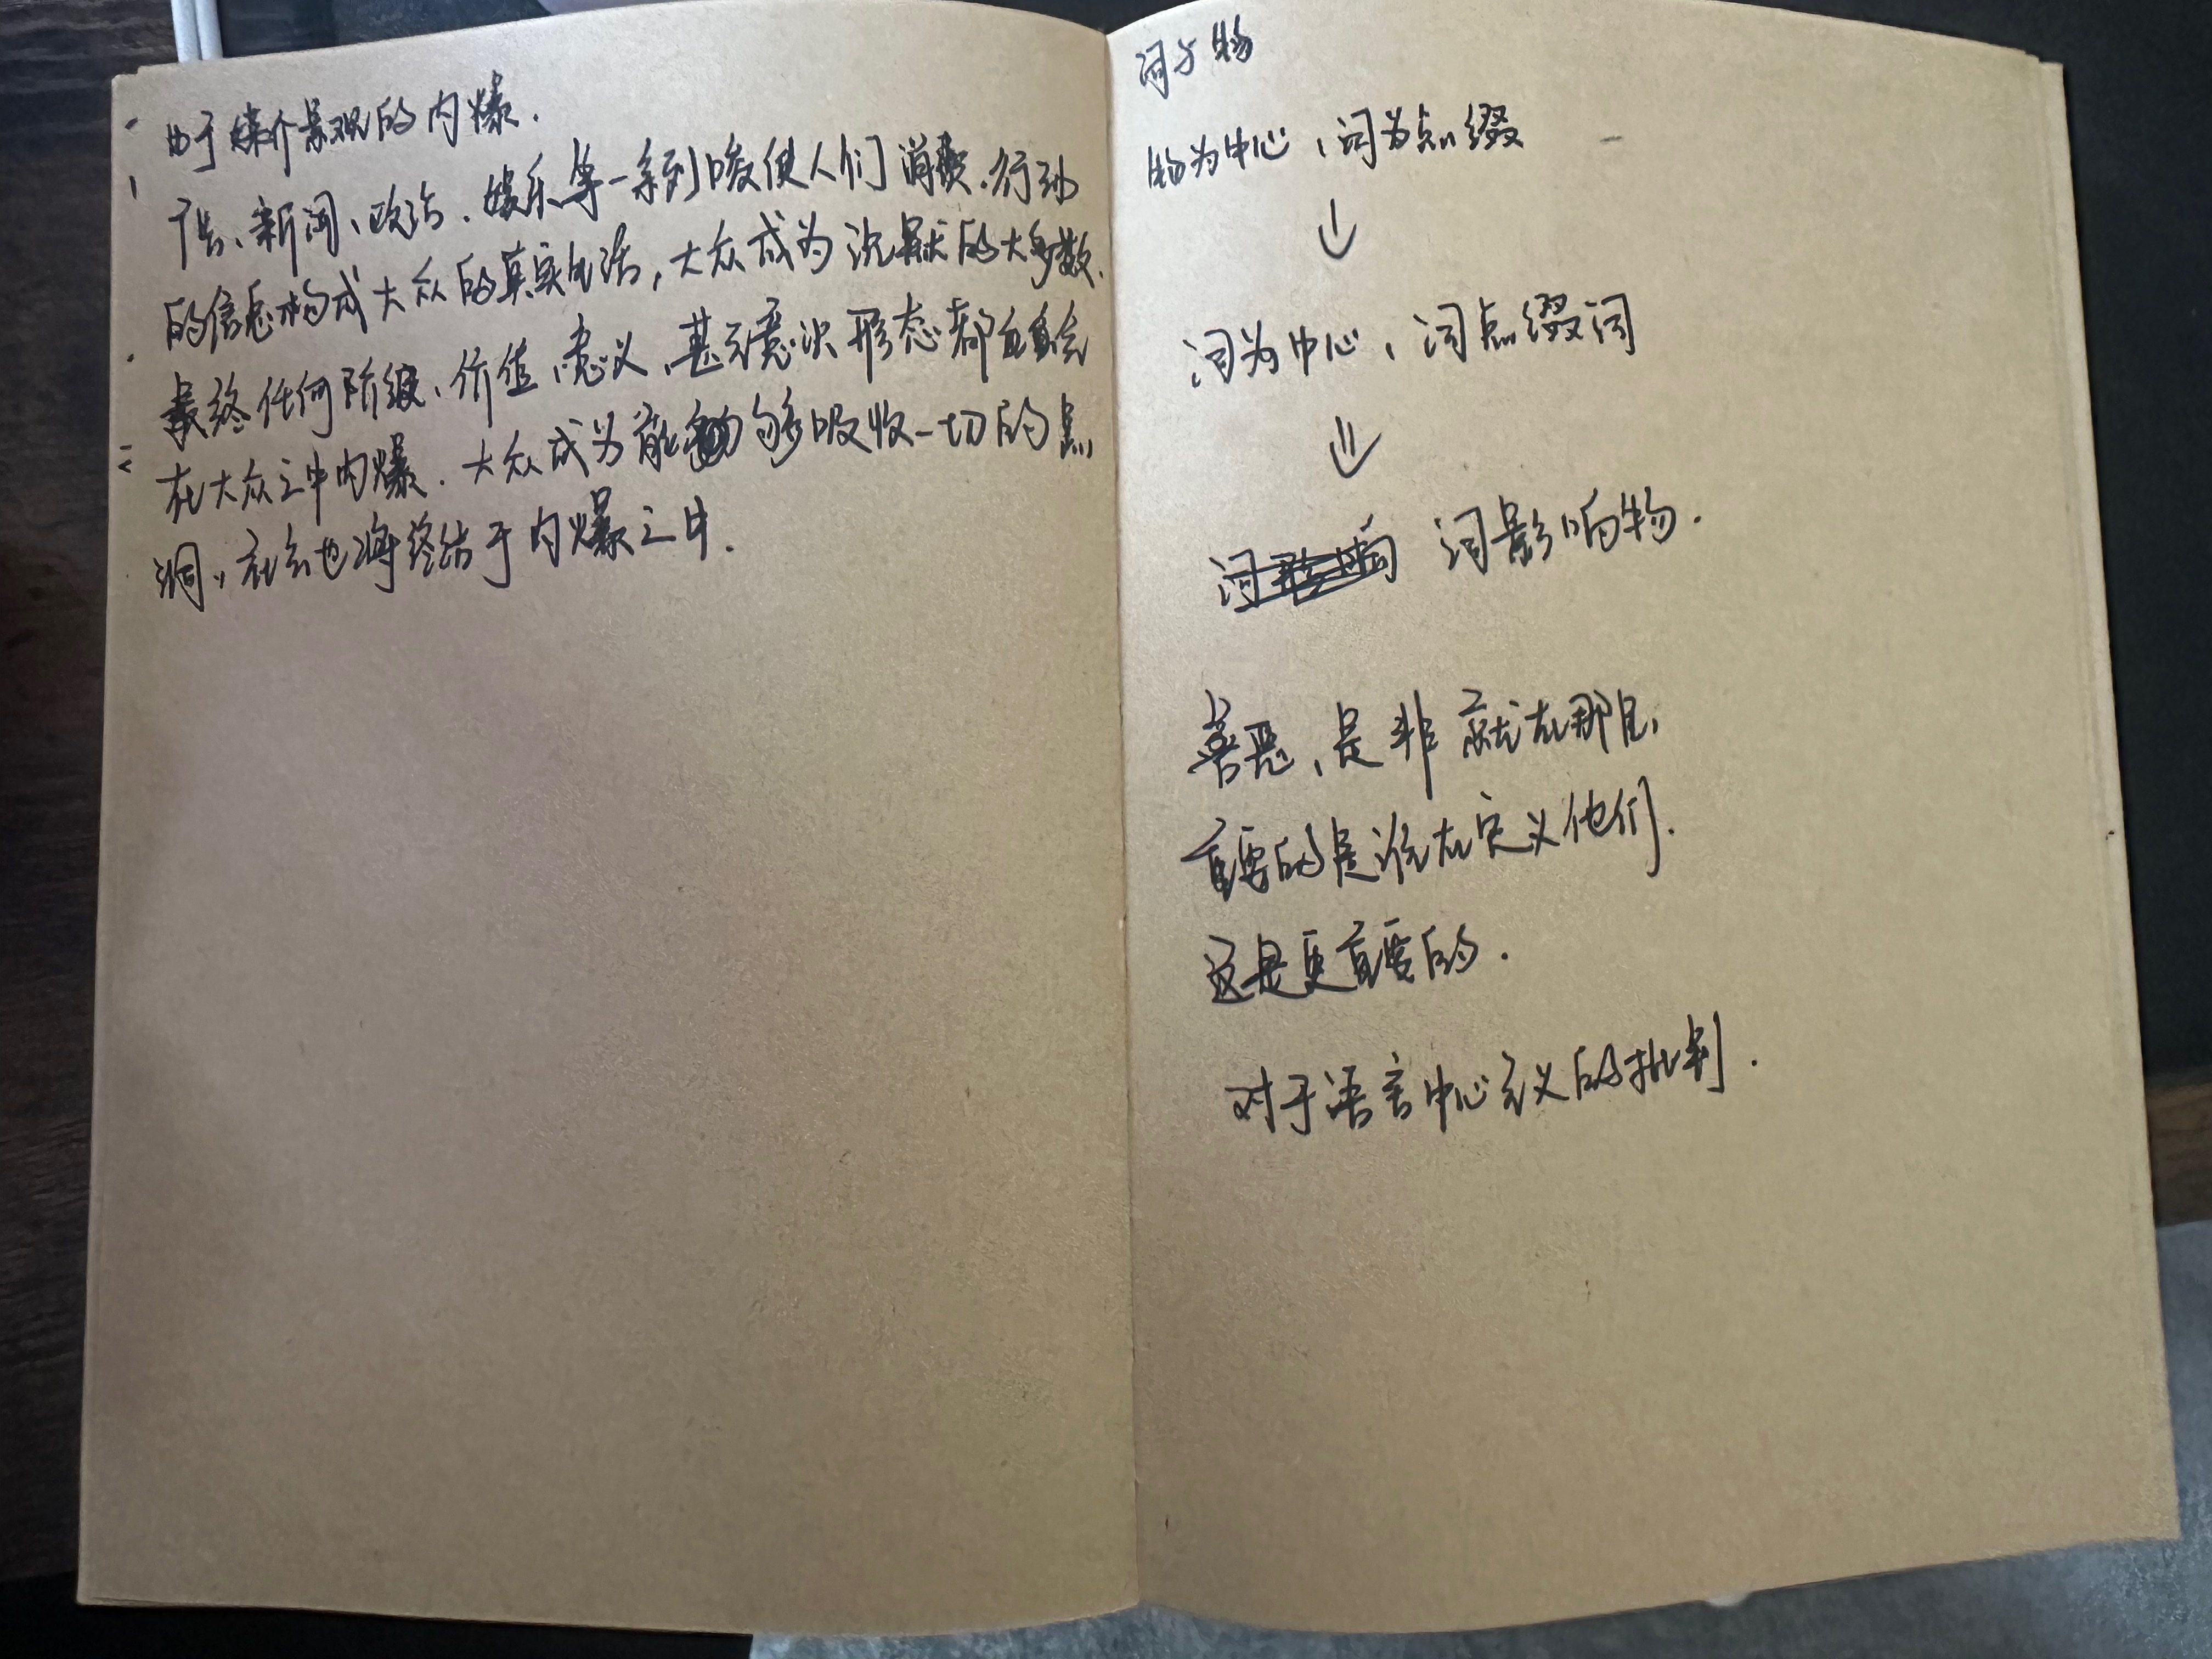 由于媒介景观的内爆.
广告、新闻、政治、娱乐等一系列唆使人们消费、行动
的信息构成大众的真实生活，大众成为沉默的大多数.
最终任何阶级、价值、意义、甚至意识形态都会
在大众之中内爆. 大众成为能够吸收一切的黑
洞，社会也将终结于内爆之中.
词与物
物为中心，词为点缀
↓
词为中心，词点缀词
⇓
词影响物.
善恶、是非就在那里,
重要的是谁在定义他们.
这是更重要的.
对于语言中心主义的批判.